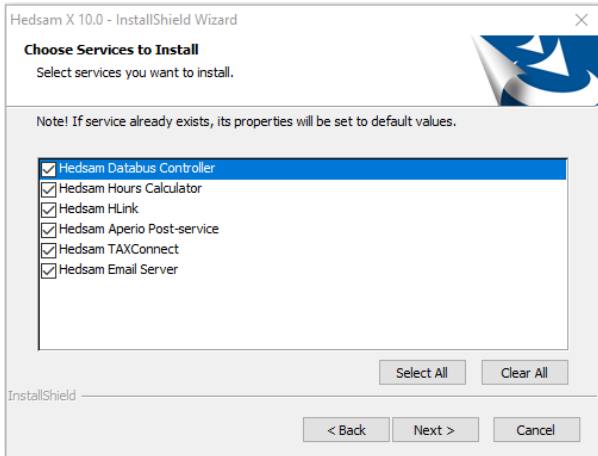 Hedsam X 10.0 - InstallShield Wizard
Choose Services to Install
Select services you want to install.
Note! If service already exists, its properties will be set to default values.
Hedsam Databus Controller
Hedsam Hours Calculator
Hedsam HLink
Hedsam Aperio Post-service
Hedsam TAXConnect
Hedsam Email Server
Select All Clear All
InstallShield
< Back Next > Cancel